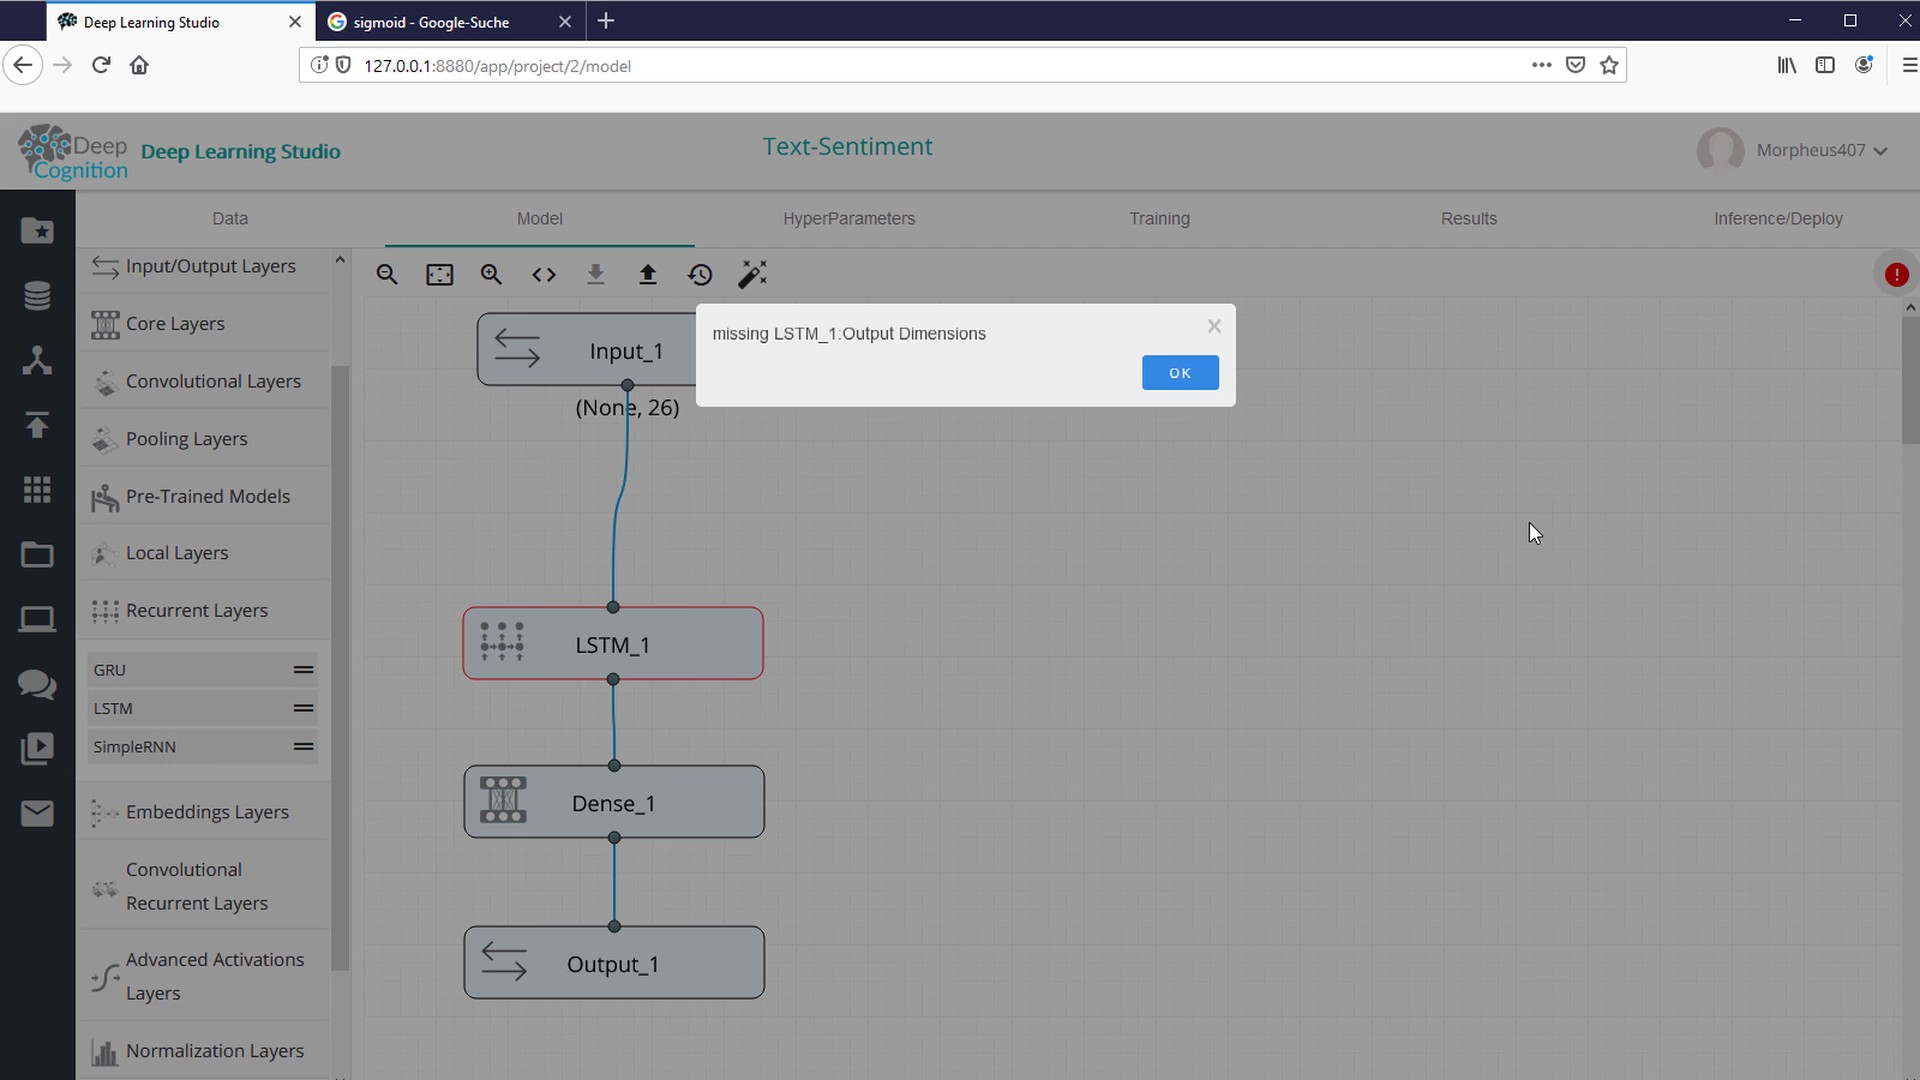 Deep Learning Studio
sigmoid - Google-Suche
127.0.0.1:8880/app/project/2/model
Deep
Cognition
Deep Learning Studio
Text-Sentiment
Morpheus407
Data
Model
HyperParameters
Training
Results
Inference/Deploy
Input/Output Layers
Core Layers
Convolutional Layers
Pooling Layers
Pre-Trained Models
Local Layers
Recurrent Layers
GRU
LSTM
SimpleRNN
Embeddings Layers
Convolutional
Recurrent Layers
Advanced Activations
Layers
Normalization Layers
missing LSTM_1:Output Dimensions
OK
Input_1
(None, 26)
LSTM_1
Dense_1
Output_1